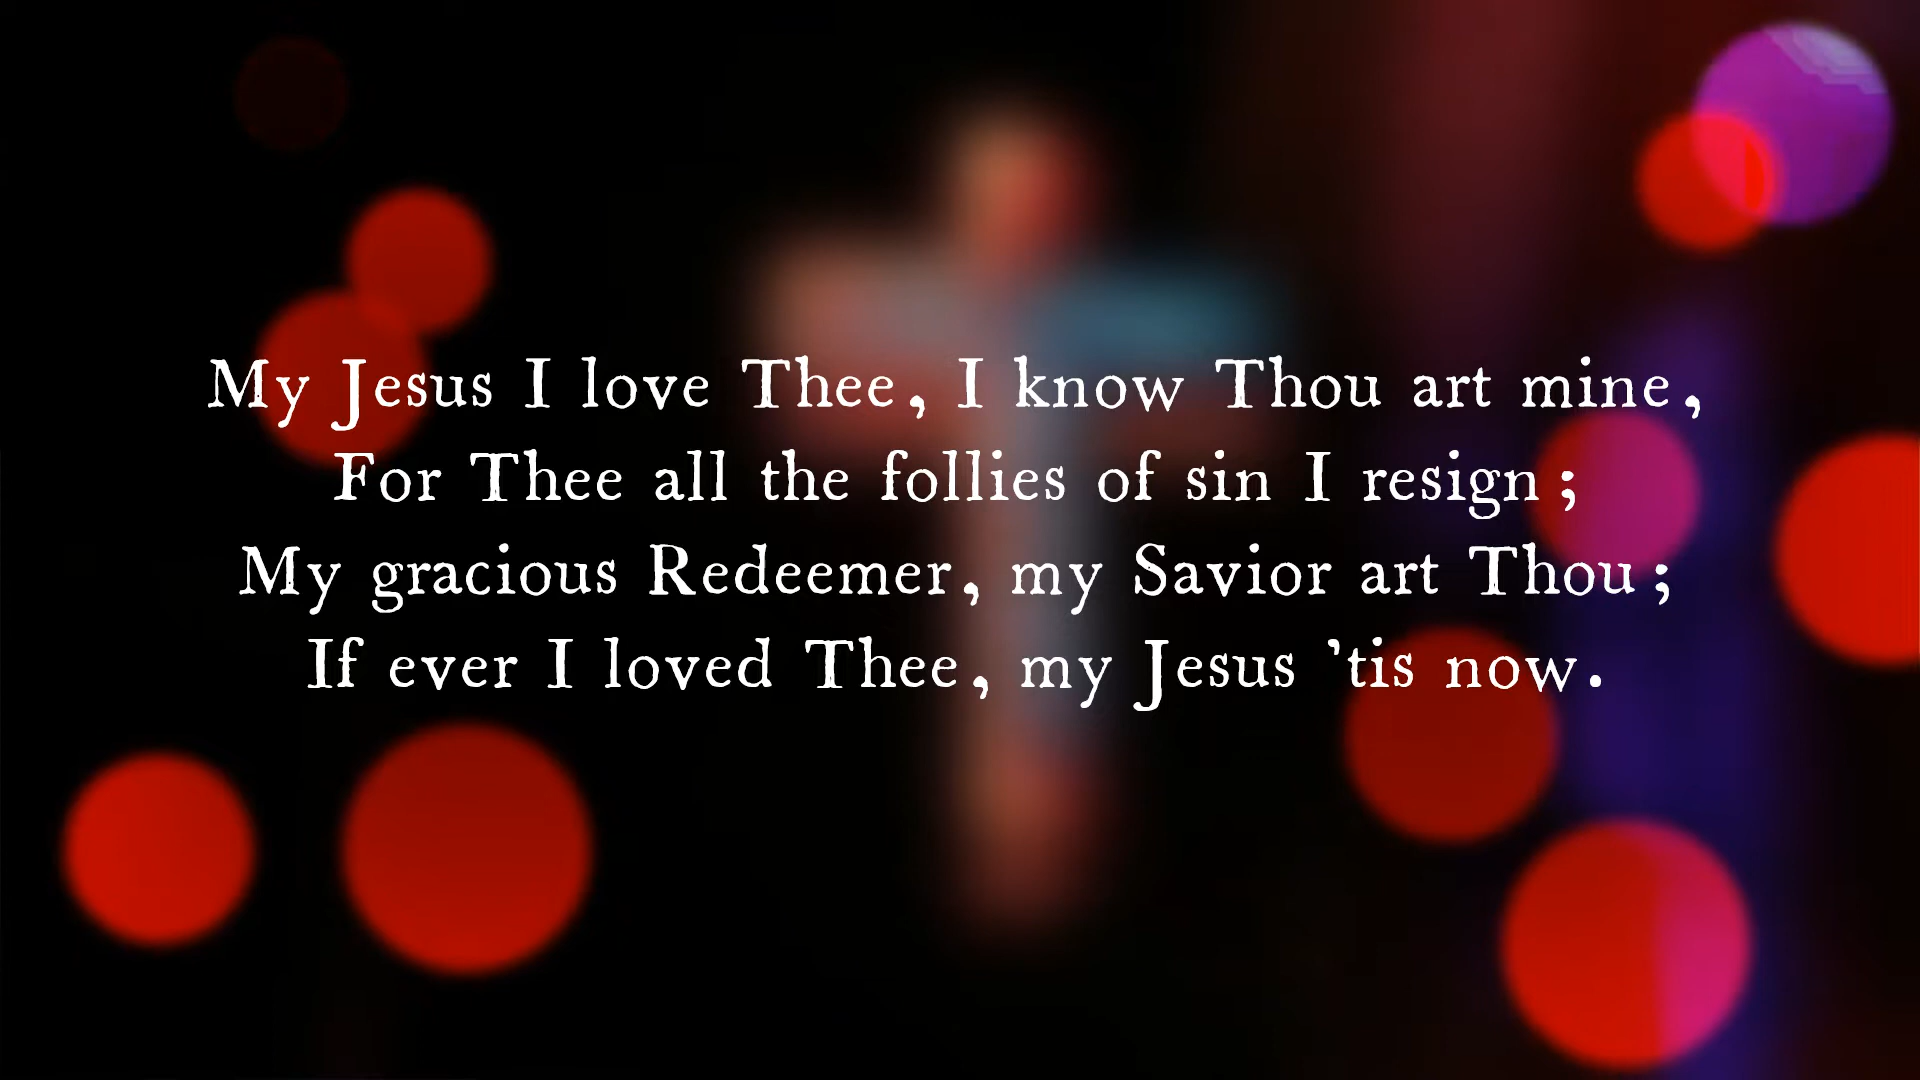 My Jesus I love Thee, I know Thou art mine,
For Thee all the follies of sin I resign;
My gracious Redeemer, my Savior art Thou;
If ever I loved Thee, my Jesus ’tis now.